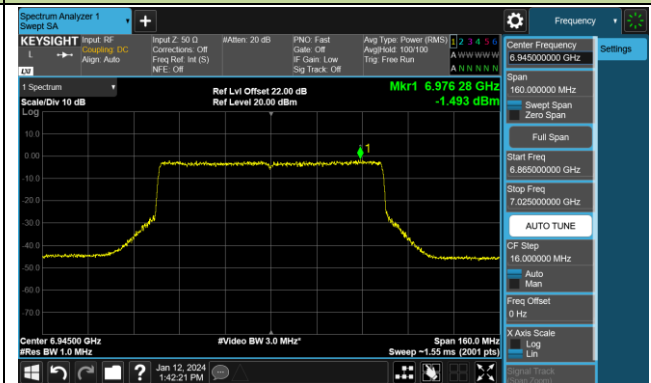 Spectrum Analyzer 1
Swept SA
+
Frequency
KEYSIGHT
Input: RF
Coupling: DC
Align: Auto
Input Z: 50 Ω
Corrections: Off
Freq Ref: Int (S)
NFE: Off
#Atten: 20 dB
PNO: Fast
Gate: Off
IF Gain: Low
Sig Track: Off
Avg Type: Power (RMS)
Avg|Hold: 100/100
Trig: Free Run
1 2 3 4 5 6
A W W W W W
A N N N N N
L
LXI
Center Frequency
6.945000000 GHz
Settings
Span
160.000000 MHz
Swept Span
Zero Span
Full Span
Start Freq
6.865000000 GHz
Stop Freq
7.025000000 GHz
AUTO TUNE
CF Step
16.000000 MHz
Auto
Man
Freq Offset
0 Hz
X Axis Scale
Log
Lin
Signal Track
(Span Zoom)
1 Spectrum
Scale/Div 10 dB
Log
Ref Lvl Offset 22.00 dB
Ref Level 20.00 dBm
Mkr1 6.976 28 GHz
-1.493 dBm
1
10.0
0.00
-10.0
-20.0
-30.0
-40.0
-50.0
-60.0
-70.0
Center 6.94500 GHz
#Res BW 1.0 MHz
#Video BW 3.0 MHz*
Span 160.0 MHz
Sweep ~1.55 ms (2001 pts)
?
Jan 12, 2024
1:42:21 PM